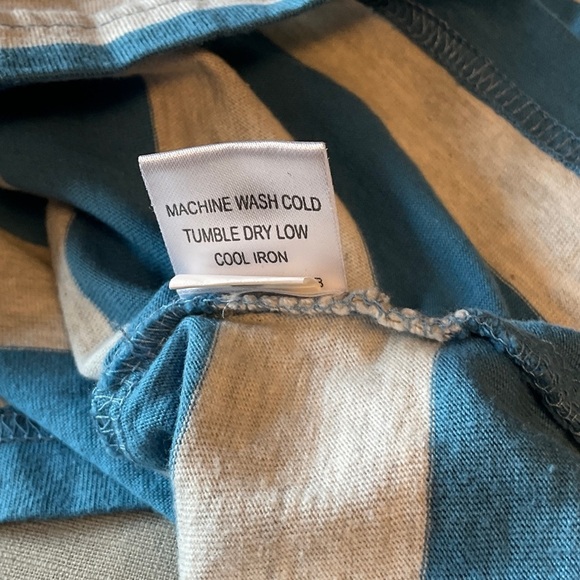 MACHINE WASH COLD
TUMBLE DRY LOW
COOL IRON